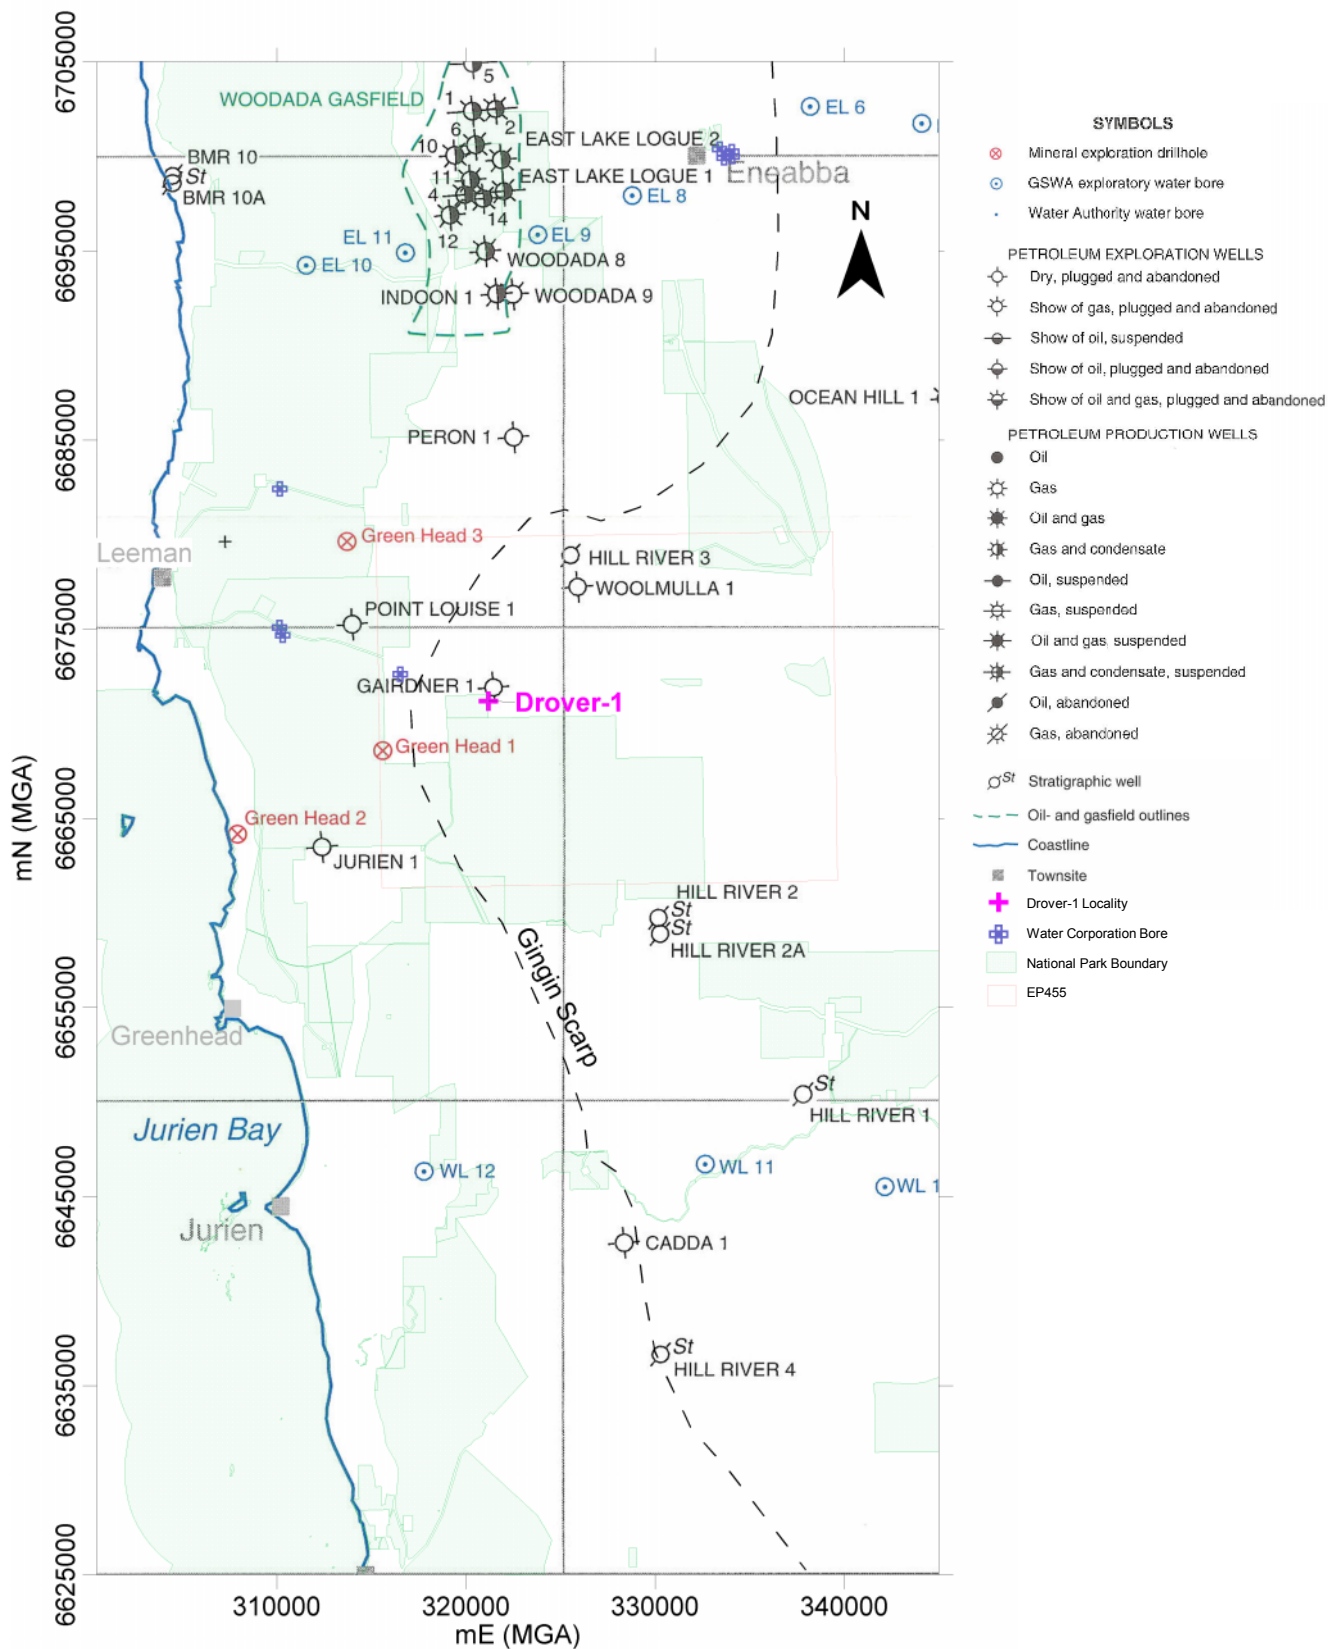 6705000
6695000
6685000
6675000
6665000
6655000
6645000
6635000
6625000
mN (MGA)
310000
320000
330000
340000
mE (MGA)
WOODADA GASFIELD
5
1
2
6
10
EAST LAKE LOGUE 2
11
EAST LAKE LOGUE 1
4
14
12
WOODADA 8
INDOON 1
WOODADA 9
BMR 10
St
BMR 10A
EL 6
Eneabba
EL 8
EL 9
EL 11
EL 10
N
OCEAN HILL 1
PERON 1
Green Head 3
Leeman
HILL RIVER 3
WOOLMULLA 1
POINT LOUISE 1
GAIRDNER 1
Drover-1
Green Head 1
Green Head 2
JURIEN 1
HILL RIVER 2
St
St
HILL RIVER 2A
Gingin Scarp
Greenhead
St
HILL RIVER 1
Jurien Bay
WL 12
WL 11
WL 1
Jurien
CADDA 1
St
HILL RIVER 4
SYMBOLS
Mineral exploration drillhole
GSWA exploratory water bore
Water Authority water bore
PETROLEUM EXPLORATION WELLS
Dry, plugged and abandoned
Show of gas, plugged and abandoned
Show of oil, suspended
Show of oil, plugged and abandoned
Show of oil and gas, plugged and abandoned
PETROLEUM PRODUCTION WELLS
Oil
Gas
Oil and gas
Gas and condensate
Oil, suspended
Gas, suspended
Oil and gas, suspended
Gas and condensate, suspended
Oil, abandoned
Gas, abandoned
St Stratigraphic well
Oil- and gasfield outlines
Coastline
Townsite
Drover-1 Locality
Water Corporation Bore
National Park Boundary
EP455